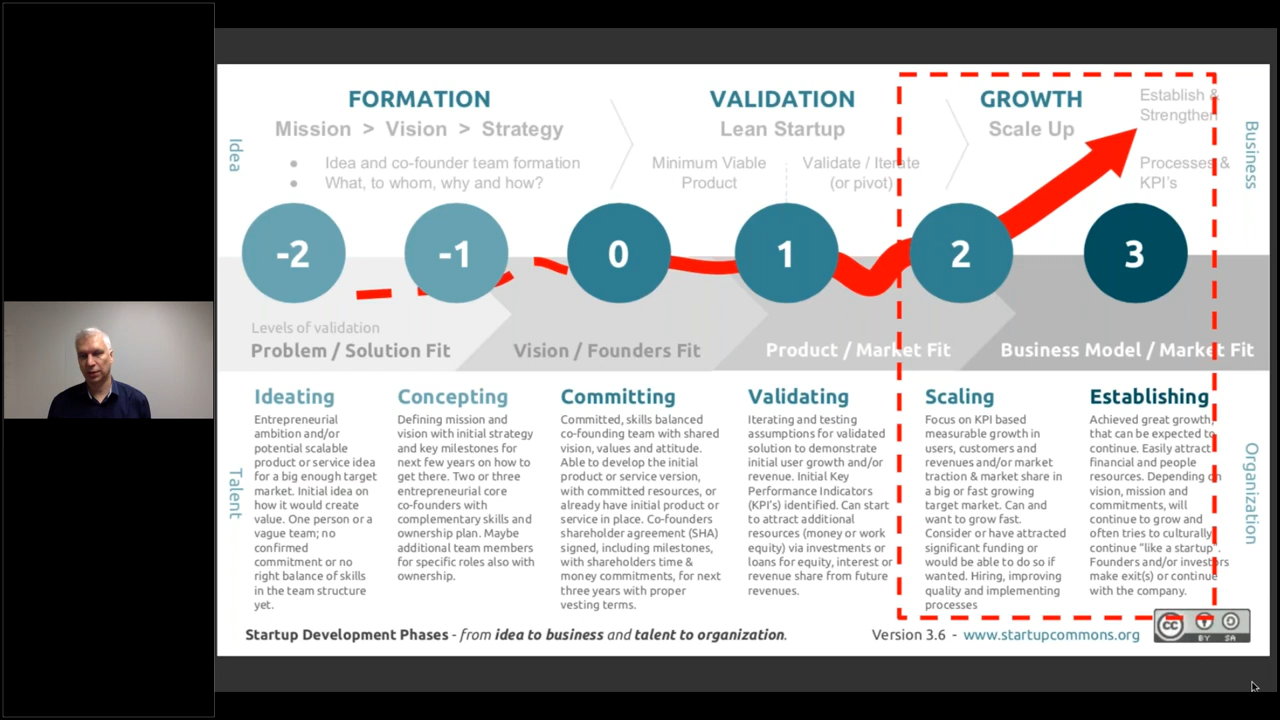 FORMATION
Mission > Vision > Strategy
● Idea and co-founder team formation
● What, to whom, why and how?
VALIDATION
Lean Startup
Minimum Viable
Product
Validate / Iterate
(or pivot)
GROWTH
Scale Up
Establish &
Strengthen
Processes &
KPI's
Idea
Business
-2
-1
0
1
2
3
Levels of validation
Problem / Solution Fit
Vision / Founders Fit
Product / Market Fit
Business Model / Market Fit
Talent
Organization
Ideating
Entrepreneurial
ambition and/or
potential scalable
product or service idea
for a big enough target
market. Initial idea on
how it would create
value. One person or a
vague team; no
confirmed
commitment or no
right balance of skills
in the team structure
yet.
Concepting
Defining mission and
vision with initial strategy
and key milestones for
next few years on how to
get there. Two or three
entrepreneurial core
co-founders with
complementary skills and
ownership plan. Maybe
additional team members
for specific roles also with
ownership.
Committing
Committed, skills balanced
co-founding team with shared
vision, values and attitude.
Able to develop the initial
product or service version,
with committed resources, or
already have initial product or
service in place. Co-founders
shareholder agreement (SHA)
signed, including milestones,
with shareholders time &
money commitments, for next
three years with proper
vesting terms.
Validating
Iterating and testing
assumptions for validated
solution to demonstrate
initial user growth and/or
revenue. Initial Key
Performance Indicators
(KPI's) identified. Can start
to attract additional
resources (money or work
equity) via investments or
loans for equity, interest or
revenue share from future
revenues.
Scaling
Focus on KPI based
measurable growth in
users, customers and
revenues and/or market
traction & market share in
a big or fast growing
target market. Can and
want to grow fast.
Consider or have attracted
significant funding or
would be able to do so if
wanted. Hiring, improving
quality and implementing
processes
Establishing
Achieved great growth,
that can be expected to
continue. Easily attract
financial and people
resources. Depending on
vision, mission and
commitments, will
continue to grow and
often tries to culturally
continue "like a startup".
Founders and/or investors
make exit(s) or continue
with the company.
Startup Development Phases - from idea to business and talent to organization.
Version 3.6 - www.startupcommons.org
cc
BY SA